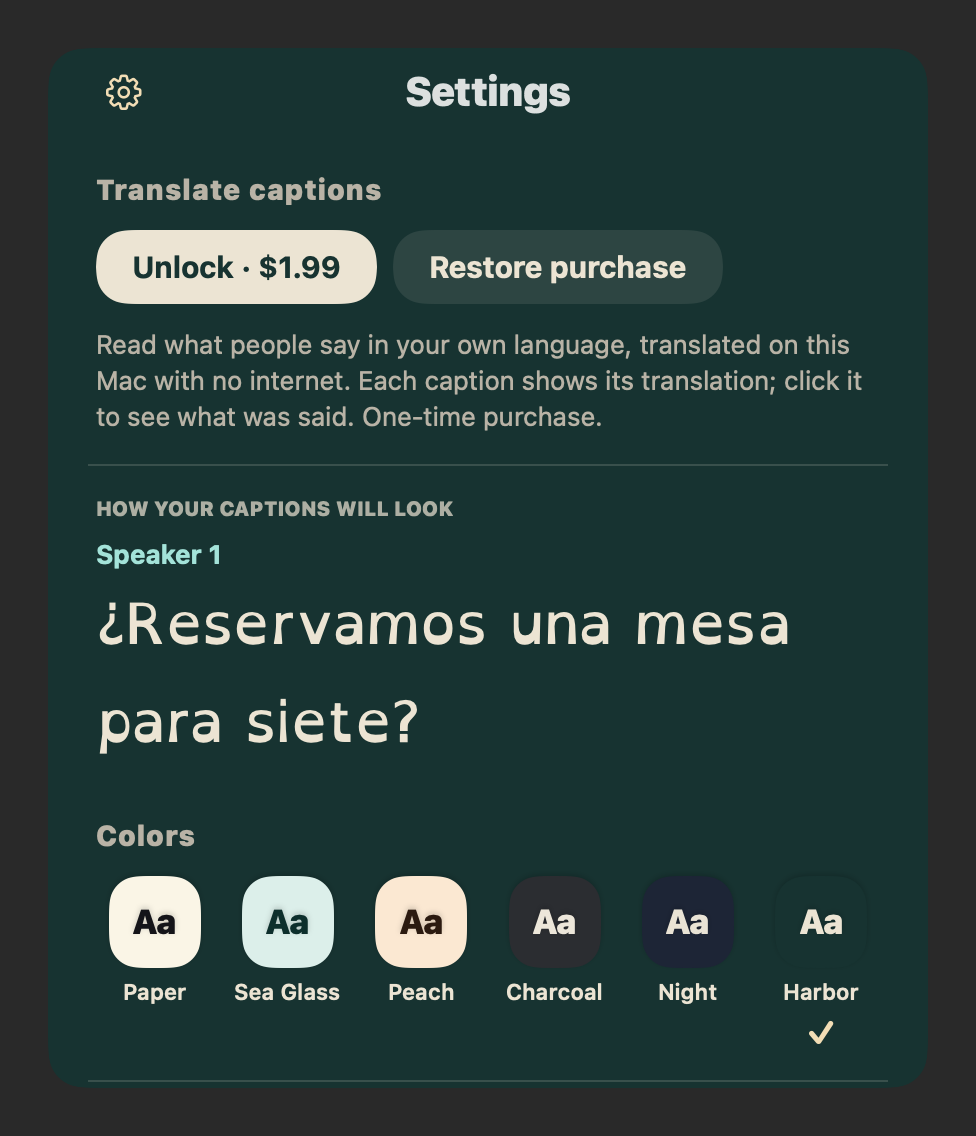 Settings
Translate captions
Unlock · $1.99
Restore purchase
Read what people say in your own language, translated on this
Mac with no internet. Each caption shows its translation; click it
to see what was said. One-time purchase.
HOW YOUR CAPTIONS WILL LOOK
Speaker 1
¿Reservamos una mesa
para siete?
Colors
Aa Aa Aa Aa Aa Aa
Paper Sea Glass Peach Charcoal Night Harbor